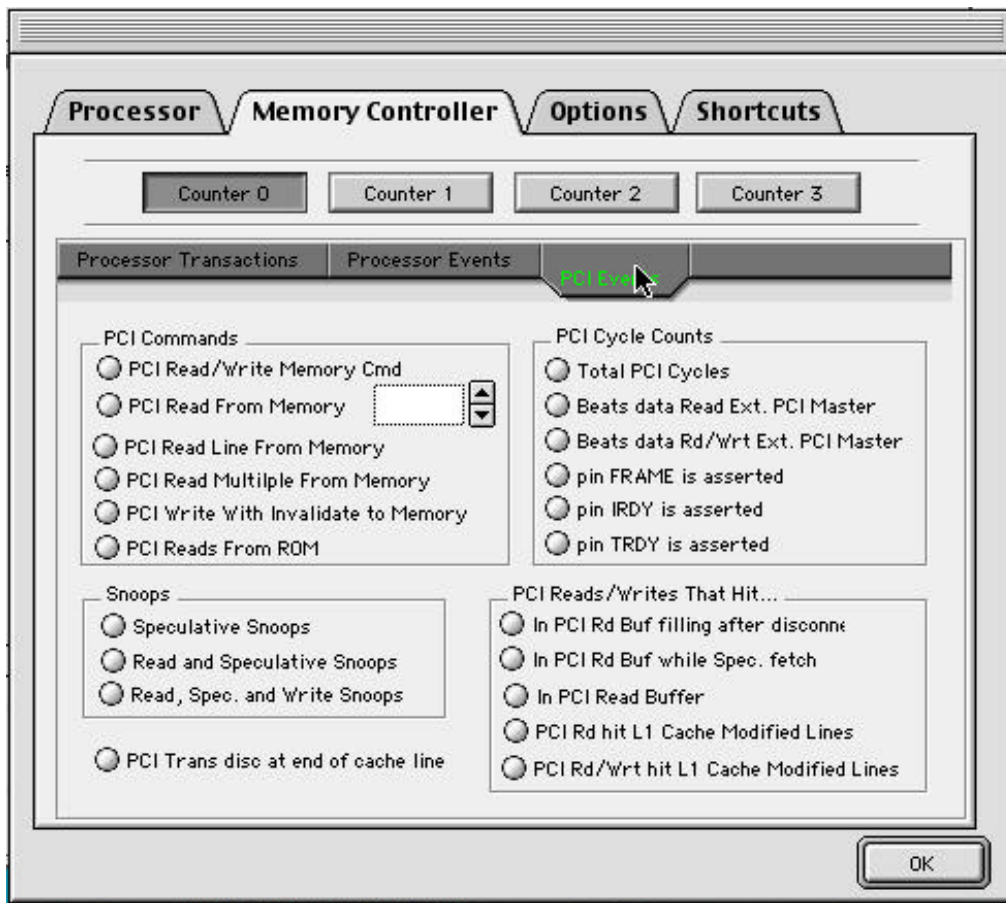 Processor Memory Controller Options Shortcuts
Counter 0 Counter 1 Counter 2 Counter 3
Processor Transactions Processor Events PCI Events
PCI Commands
PCI Read/Write Memory Cmd
PCI Read From Memory
PCI Read Line From Memory
PCI Read Multilple From Memory
PCI Write With Invalidate to Memory
PCI Reads From ROM
PCI Cycle Counts
Total PCI Cycles
Beats data Read Ext. PCI Master
Beats data Rd/Wrt Ext. PCI Master
pin FRAME is asserted
pin IRDY is asserted
pin TRDY is asserted
Snoops
Speculative Snoops
Read and Speculative Snoops
Read, Spec. and Write Snoops
PCI Trans disc at end of cache line
PCI Reads/Writes That Hit...
In PCI Rd Buf filling after disconne
In PCI Rd Buf while Spec. fetch
In PCI Read Buffer
PCI Rd hit L1 Cache Modified Lines
PCI Rd/Wrt hit L1 Cache Modified Lines
OK